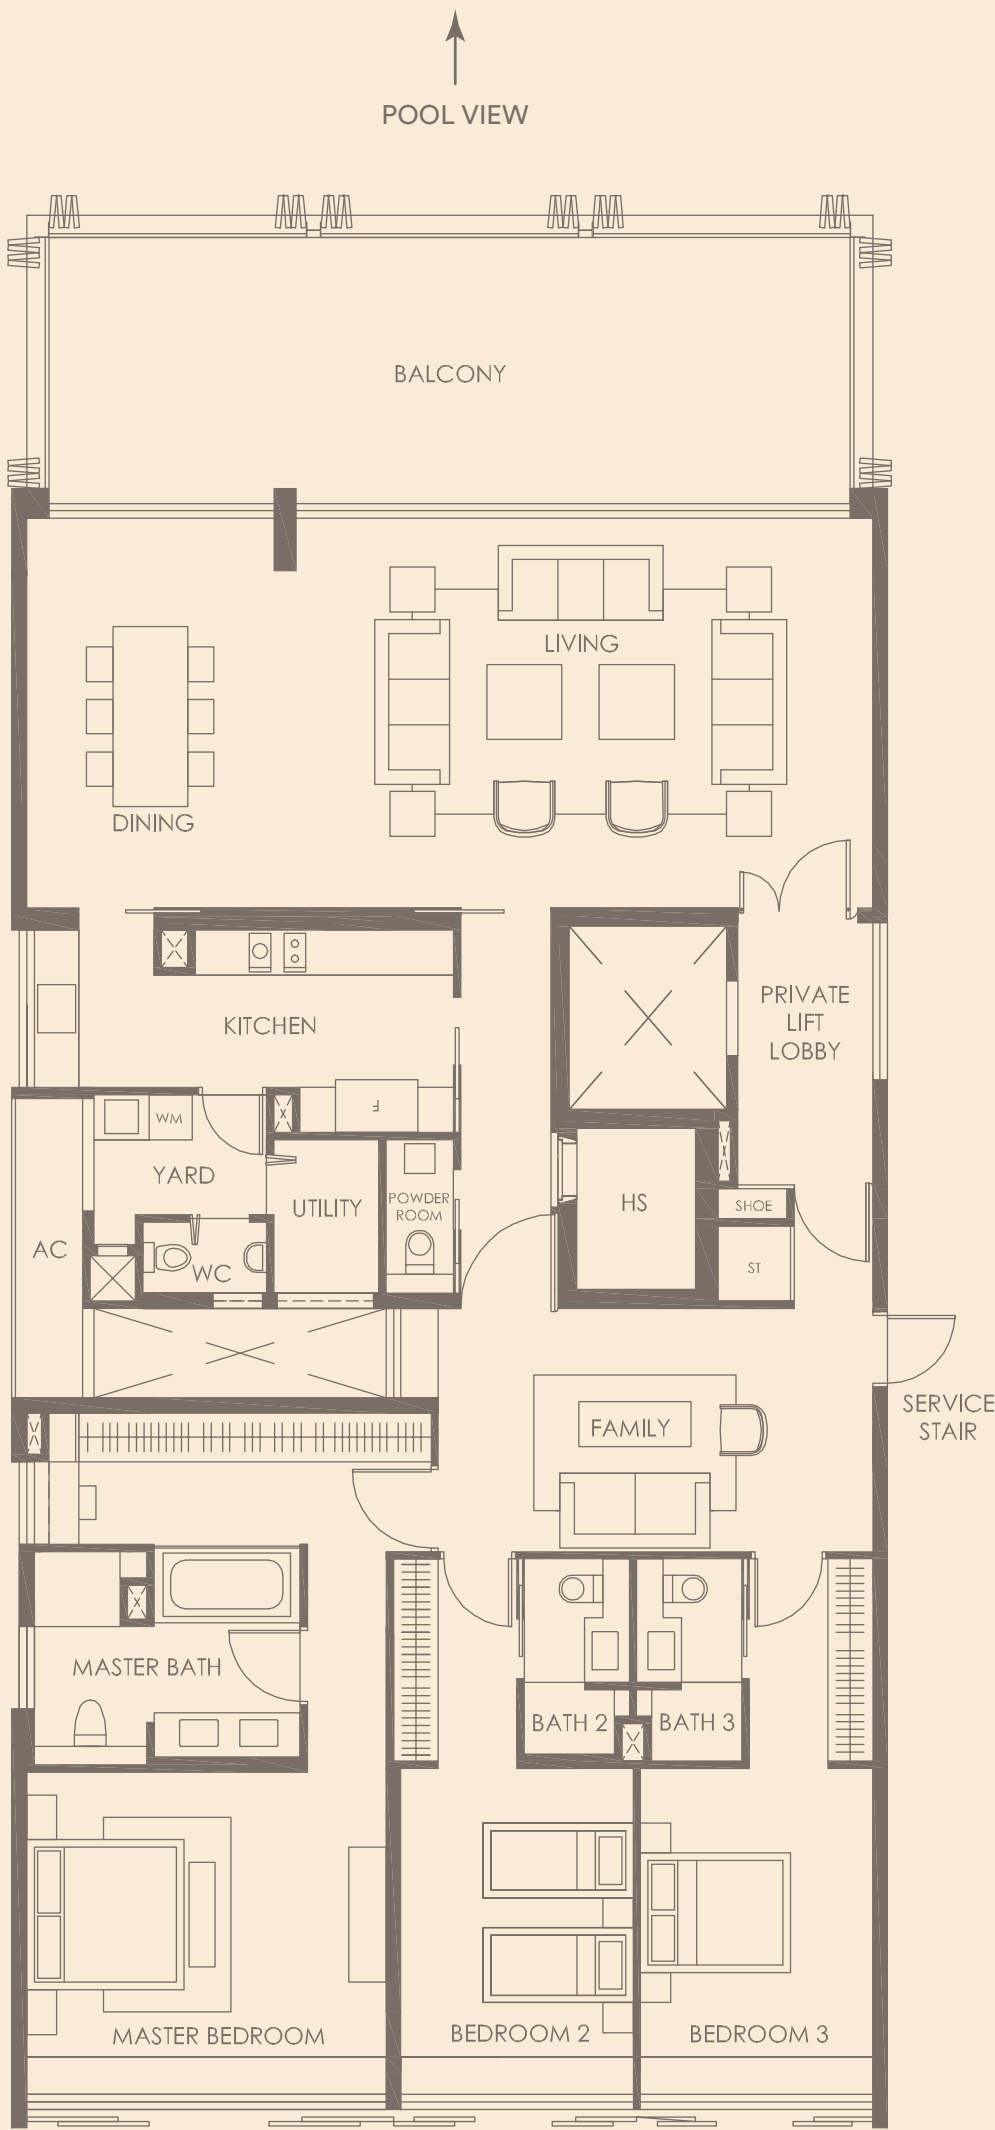 POOL VIEW
BALCONY
LIVING
DINING
KITCHEN
PRIVATE
LIFT
LOBBY
F
WM
YARD
UTILITY
POWDER
ROOM
HS
SHOE
AC
WC
ST
SERVICE
STAIR
FAMILY
MASTER BATH
BATH 2
BATH 3
MASTER BEDROOM
BEDROOM 2
BEDROOM 3